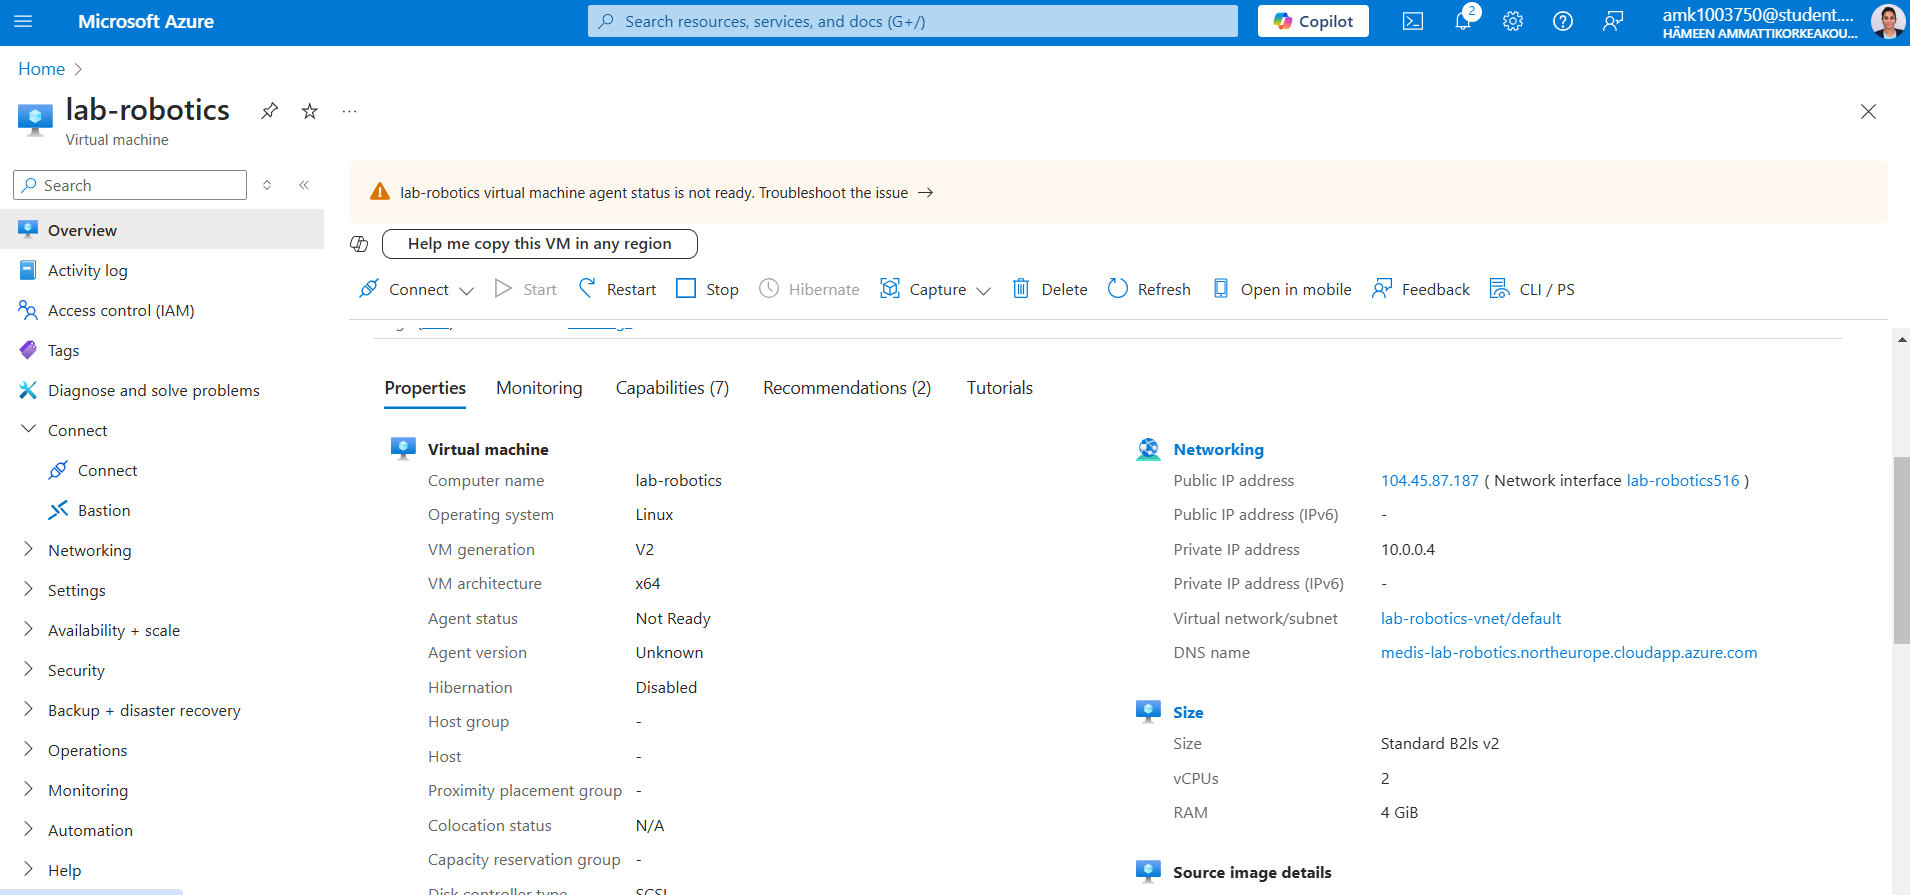 Microsoft Azure
Search resources, services, and docs (G+/)
Copilot
2
amk1003750@student....
HÄMEEN AMMATTIKORKEAKOU...
Home
lab-robotics
Virtual machine
Search
lab-robotics virtual machine agent status is not ready. Troubleshoot the issue →
Help me copy this VM in any region
Connect Start Restart Stop Hibernate Capture Delete Refresh Open in mobile Feedback CLI / PS
Overview
Activity log
Access control (IAM)
Tags
Diagnose and solve problems
Connect
Connect
Bastion
Networking
Settings
Availability + scale
Security
Backup + disaster recovery
Operations
Monitoring
Automation
Help
Properties Monitoring Capabilities (7) Recommendations (2) Tutorials
Virtual machine
Computer name lab-robotics
Operating system Linux
VM generation V2
VM architecture x64
Agent status Not Ready
Agent version Unknown
Hibernation Disabled
Host group -
Host -
Proximity placement group -
Colocation status N/A
Capacity reservation group -
Disk controller type SCSI
Networking
Public IP address 104.45.87.187 ( Network interface lab-robotics516 )
Public IP address (IPv6) -
Private IP address 10.0.0.4
Private IP address (IPv6) -
Virtual network/subnet lab-robotics-vnet/default
DNS name medis-lab-robotics.northeurope.cloudapp.azure.com
Size
Size Standard B2ls v2
vCPUs 2
RAM 4 GiB
Source image details